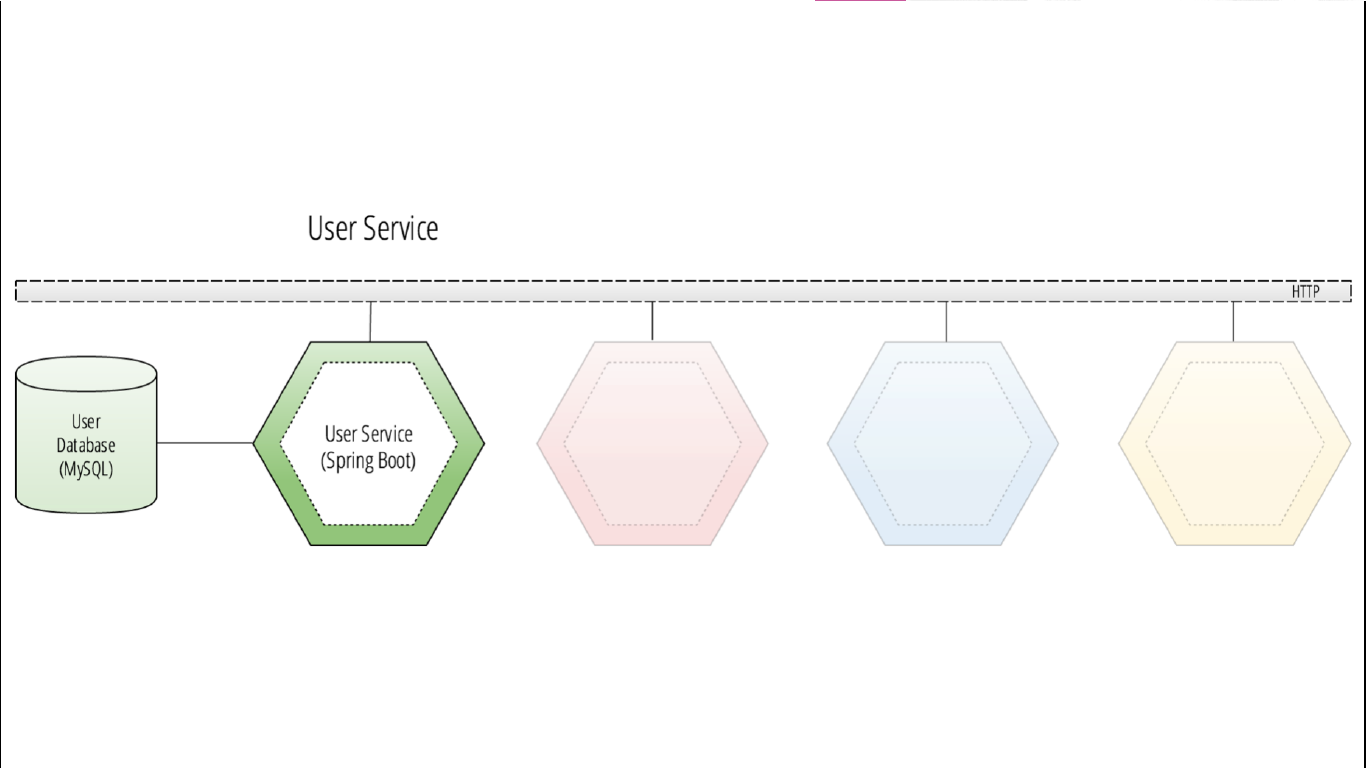 User Service
HTTP
User
Database
(MySQL)
User Service
(Spring Boot)